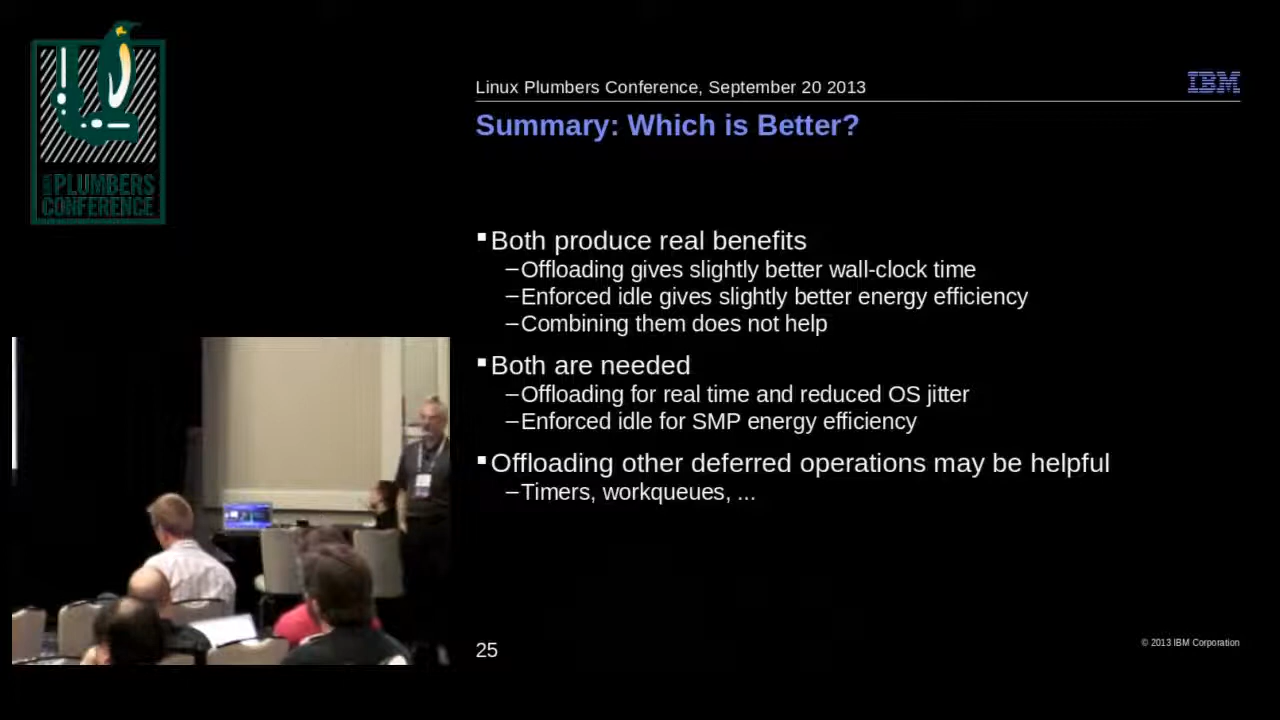 PLUMBERS
CONFERENCE
Linux Plumbers Conference, September 20 2013
IBM
Summary: Which is Better?
▪Both produce real benefits
–Offloading gives slightly better wall-clock time
–Enforced idle gives slightly better energy efficiency
–Combining them does not help
▪Both are needed
–Offloading for real time and reduced OS jitter
–Enforced idle for SMP energy efficiency
▪Offloading other deferred operations may be helpful
–Timers, workqueues, ...
25
© 2013 IBM Corporation